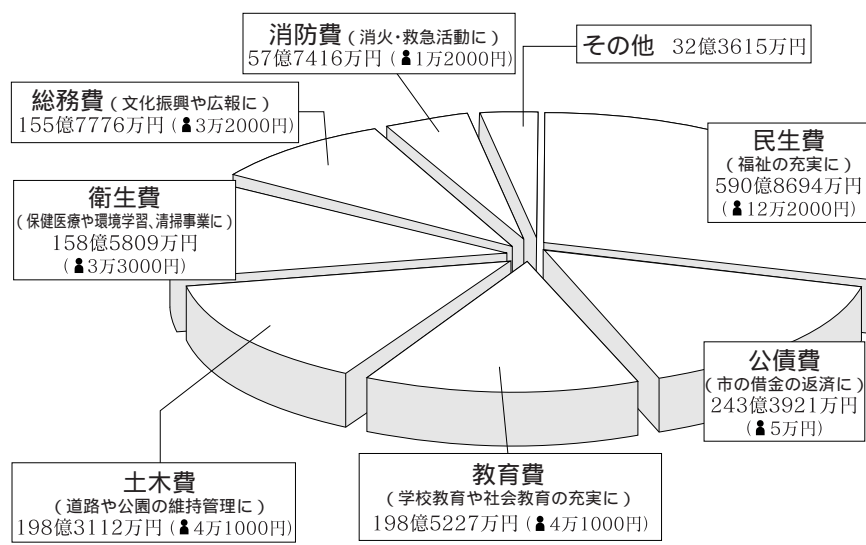 消防費(消火・救急活動に)
57億7416万円(1万2000円)
その他 32億3615万円
総務費(文化振興や広報に)
155億7776万円(3万2000円)
民生費
(福祉の充実に)
590億8694万円
(12万2000円)
衛生費
(保健医療や環境学習、清掃事業に)
158億5809万円
(3万3000円)
公債費
(市の借金の返済に)
243億3921万円
(5万円)
土木費
(道路や公園の維持管理に)
198億3112万円(4万1000円)
教育費
(学校教育や社会教育の充実に)
198億5227万円(4万1000円)